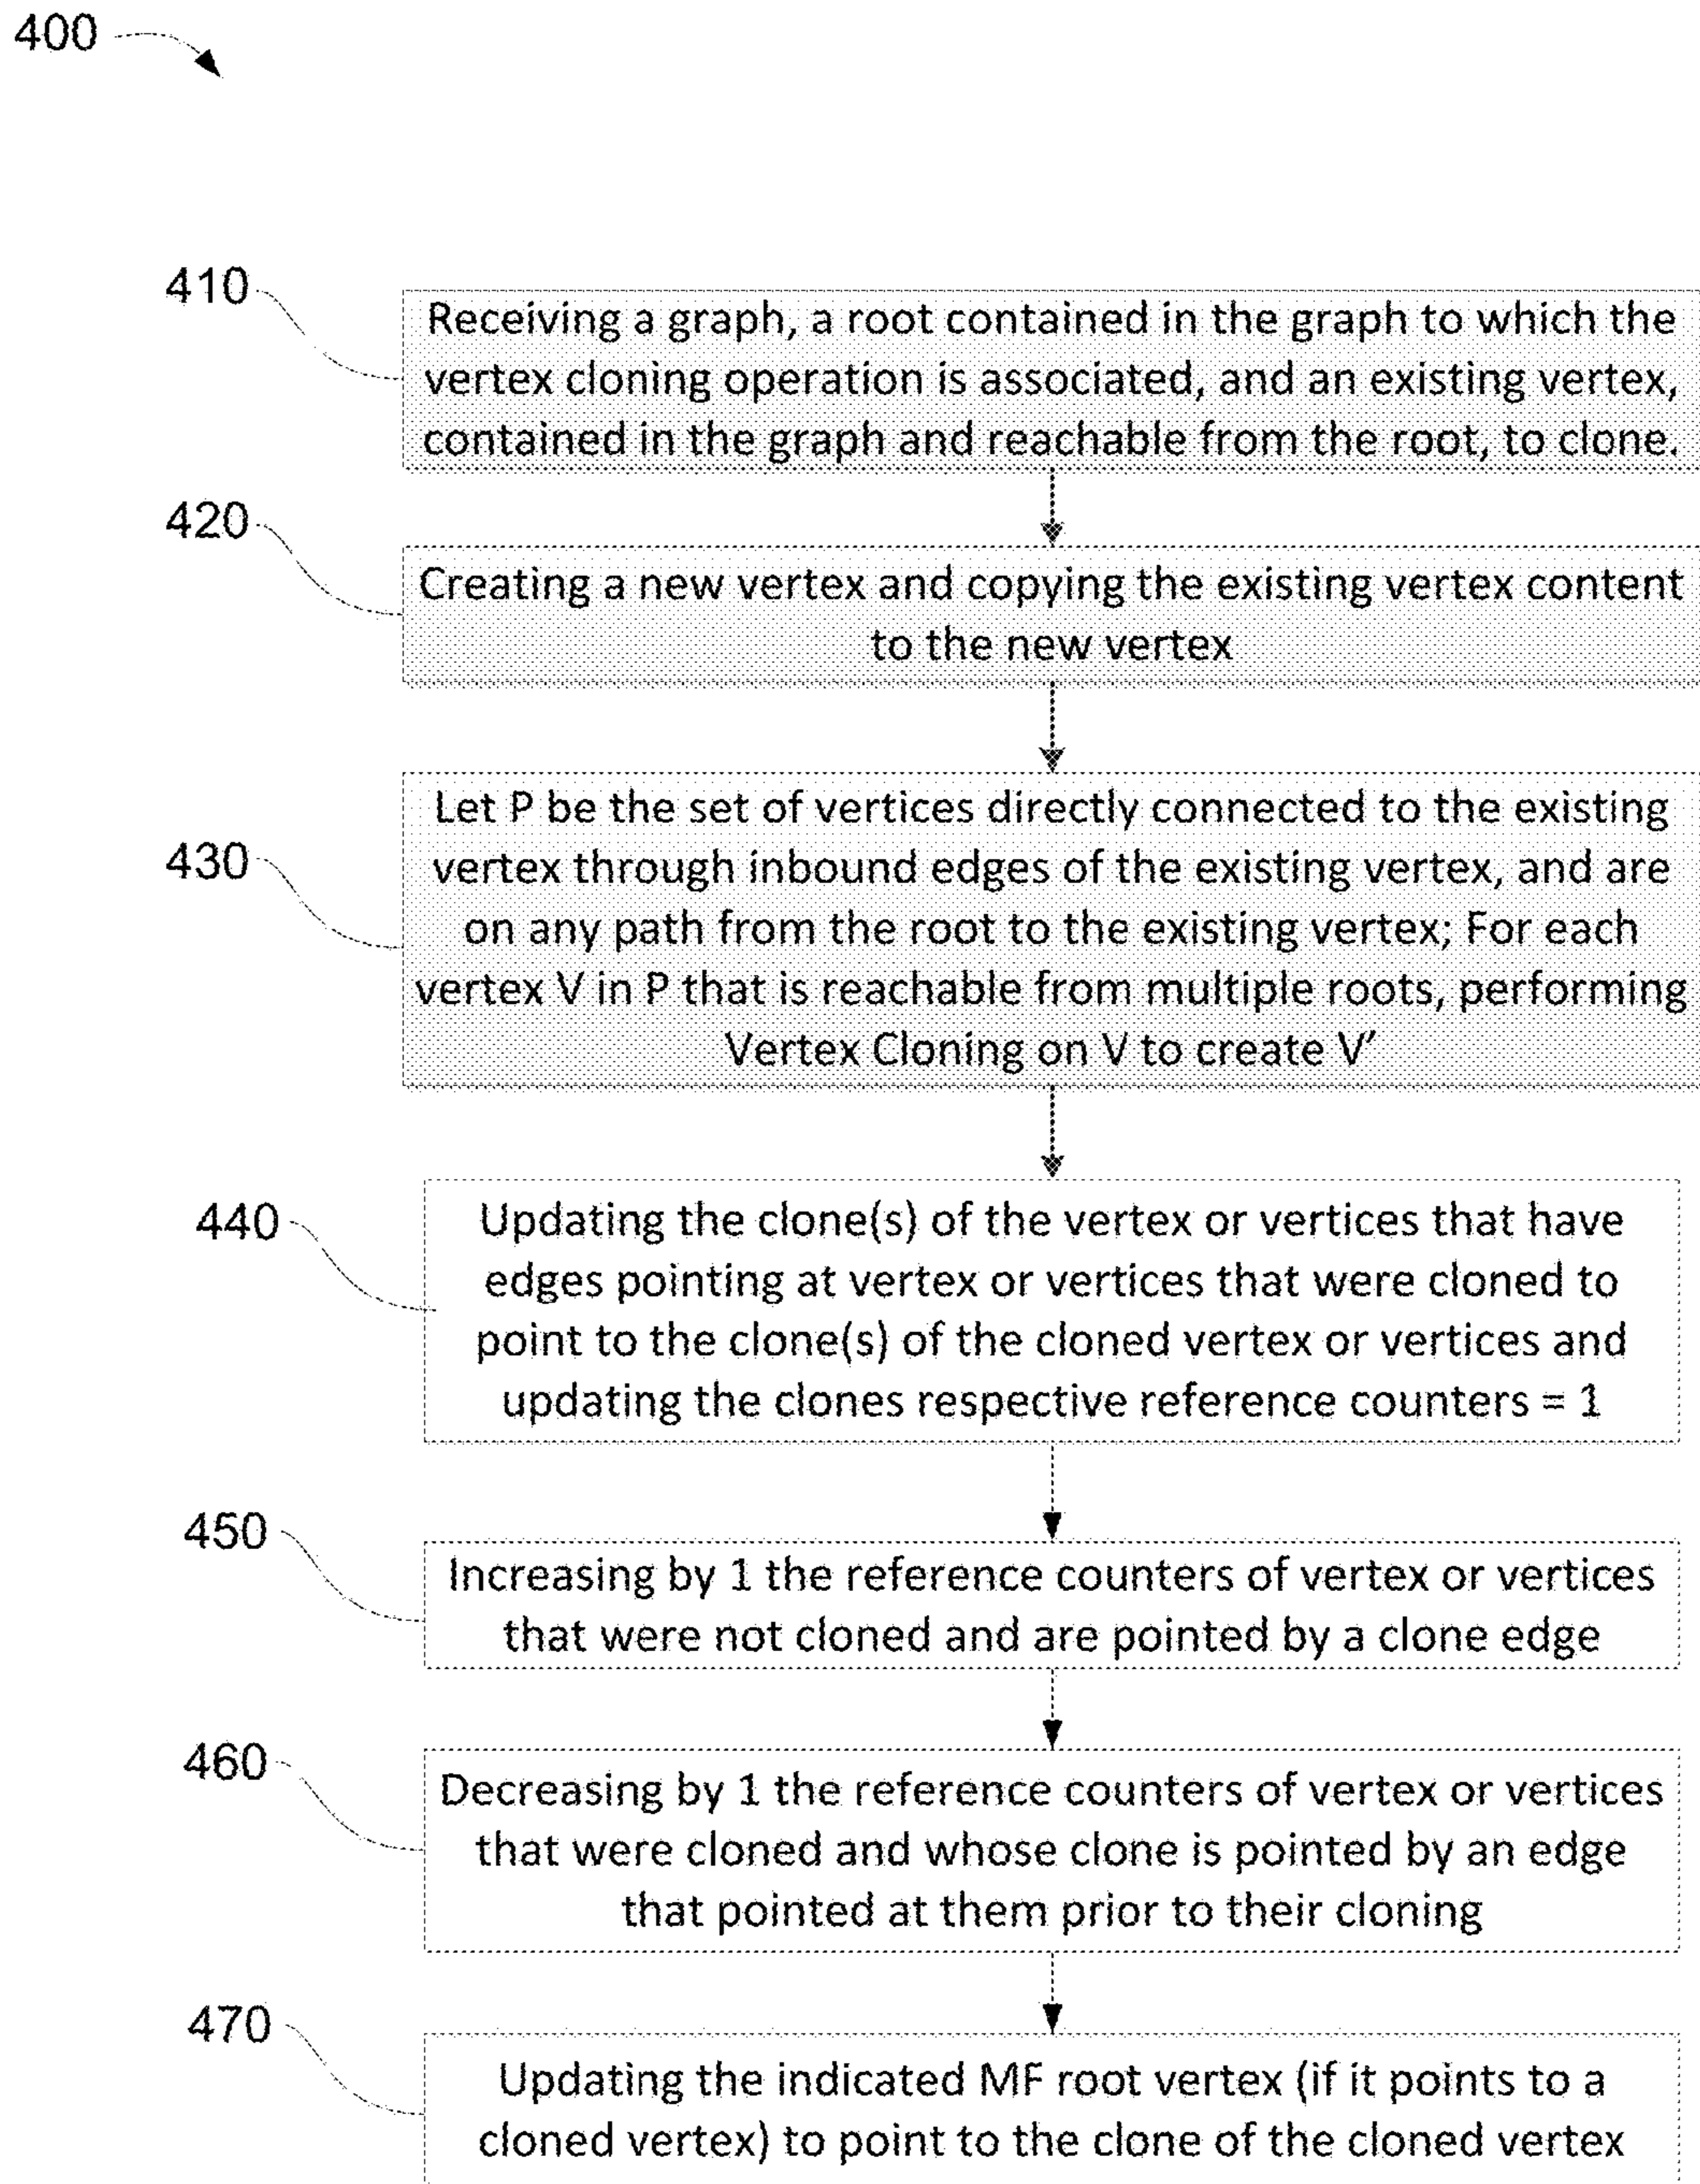 400
410
Receiving a graph, a root contained in the graph to which the
vertex cloning operation is associated, and an existing vertex,
contained in the graph and reachable from the root, to clone.
420
Creating a new vertex and copying the existing vertex content
to the new vertex
430
Let P be the set of vertices directly connected to the existing
vertex through inbound edges of the existing vertex, and are
on any path from the root to the existing vertex; For each
vertex V in P that is reachable from multiple roots, performing
Vertex Cloning on V to create V'
440
Updating the clone(s) of the vertex or vertices that have
edges pointing at vertex or vertices that were cloned to
point to the clone(s) of the cloned vertex or vertices and
updating the clones respective reference counters = 1
450
Increasing by 1 the reference counters of vertex or vertices
that were not cloned and are pointed by a clone edge
460
Decreasing by 1 the reference counters of vertex or vertices
that were cloned and whose clone is pointed by an edge
that pointed at them prior to their cloning
470
Updating the indicated MF root vertex (if it points to a
cloned vertex) to point to the clone of the cloned vertex